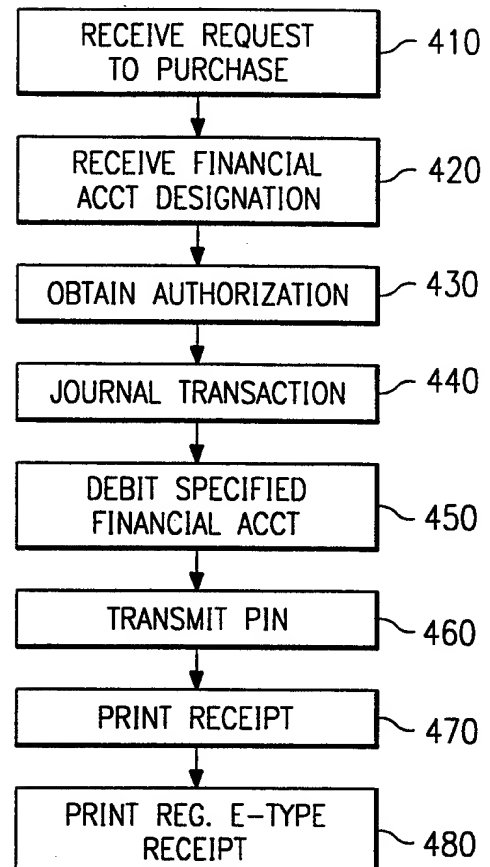 RECEIVE REQUEST
TO PURCHASE
410
RECEIVE FINANCIAL
ACCT DESIGNATION
420
OBTAIN AUTHORIZATION
430
JOURNAL TRANSACTION
440
DEBIT SPECIFIED
FINANCIAL ACCT
450
TRANSMIT PIN
460
PRINT RECEIPT
470
PRINT REG. E-TYPE
RECEIPT
480